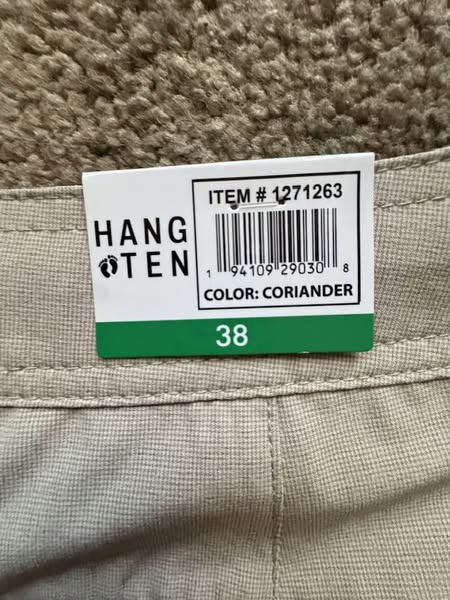 HANG
TEN
ITEM # 1271263
1 94109 29030 8
COLOR: CORIANDER
38